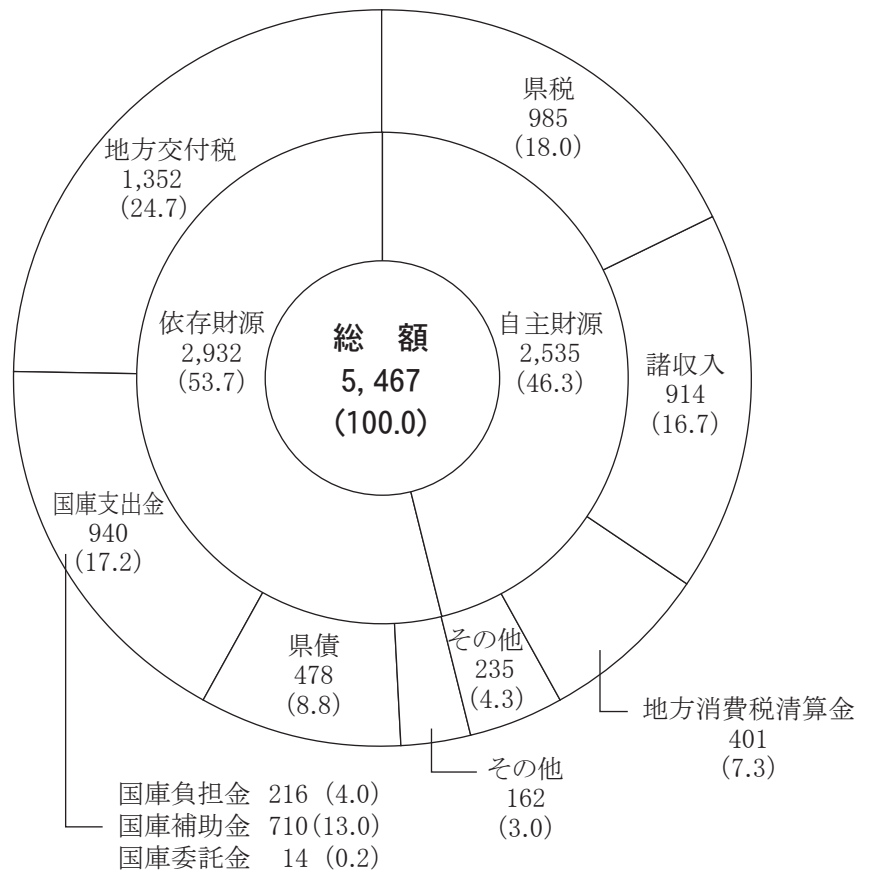 県税
985
(18.0)
地方交付税
1,352
(24.7)
依存財源
2,932
(53.7)
総　額
5,467
(100.0)
自主財源
2,535
(46.3)
諸収入
914
(16.7)
国庫支出金
940
(17.2)
県債
478
(8.8)
その他
235
(4.3)
地方消費税清算金
401
(7.3)
その他
162
(3.0)
国庫負担金 216 (4.0)
国庫補助金 710(13.0)
国庫委託金 14 (0.2)